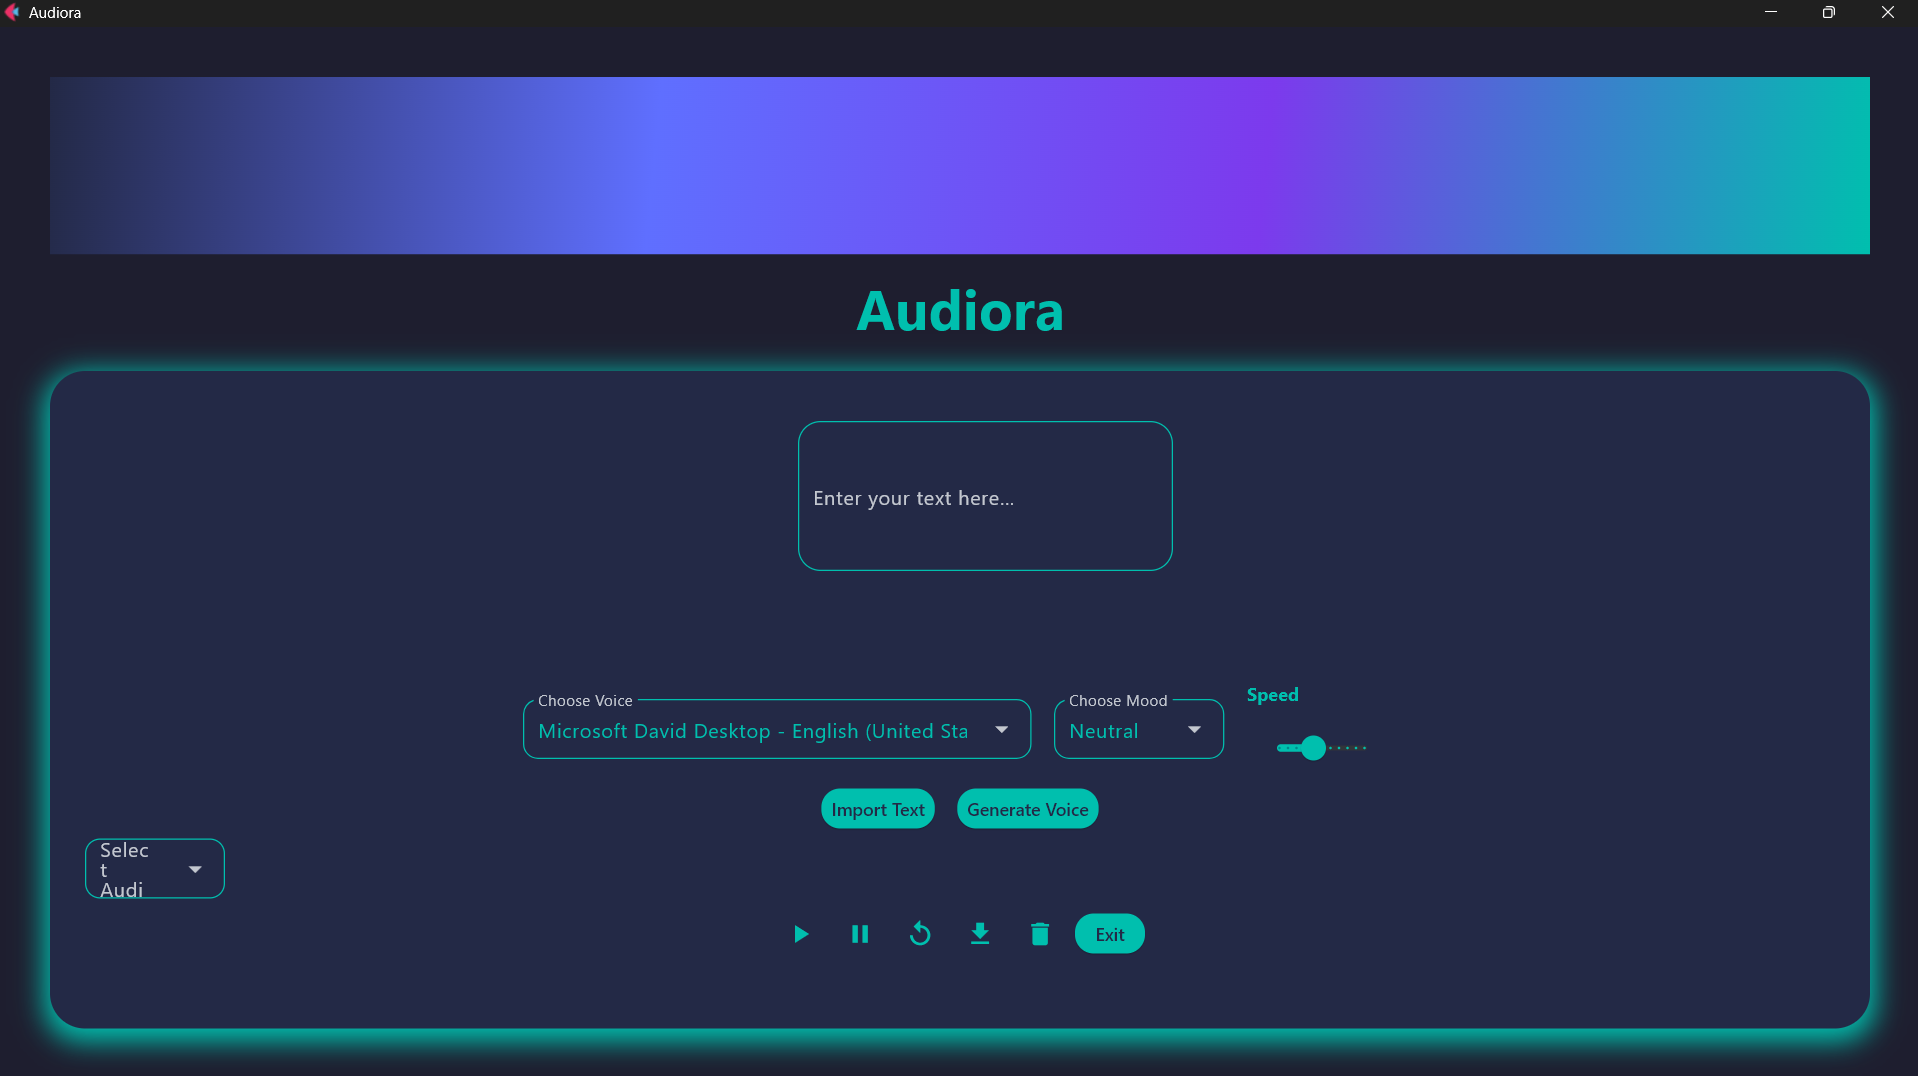 Audiora
Audiora
Enter your text here...
Choose Voice
Microsoft David Desktop - English (United Sta
Choose Mood
Neutral
Speed
Import Text
Generate Voice
Selec
t
Audi
Exit